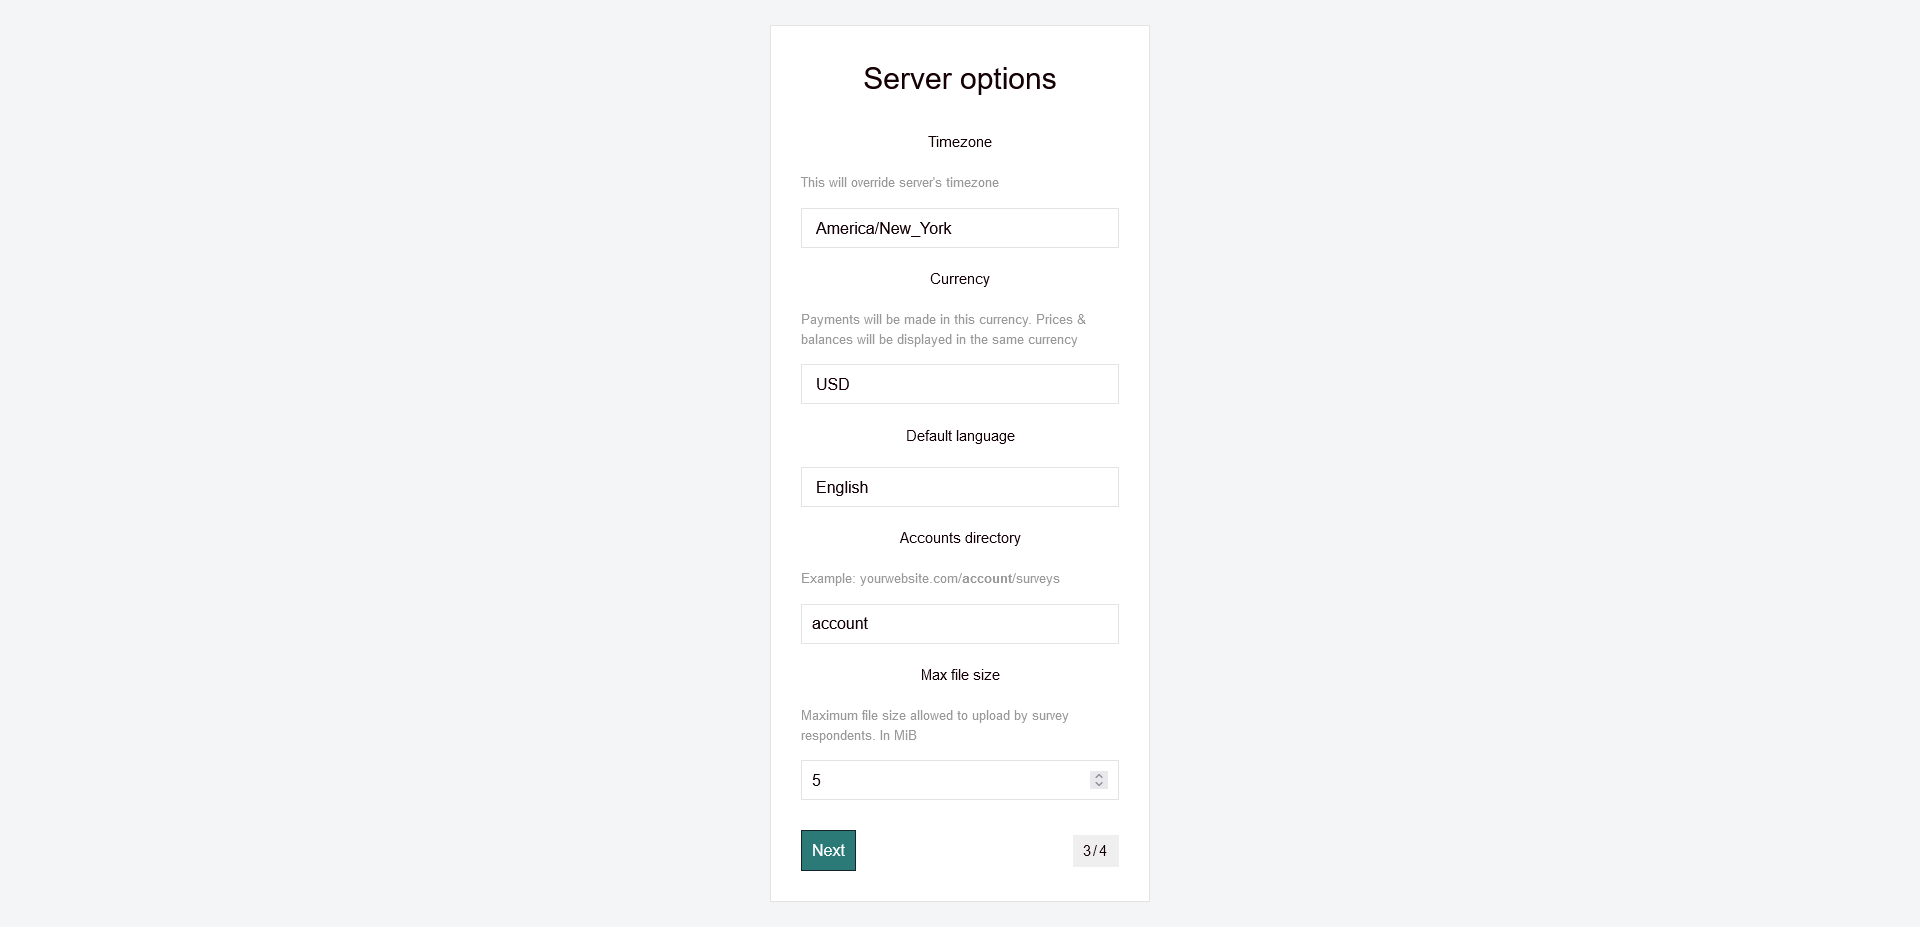 Server options
Timezone
This will override server's timezone
America/New_York
Currency
Payments will be made in this currency. Prices &
balances will be displayed in the same currency
USD
Default language
English
Accounts directory
Example: yourwebsite.com/account/surveys
account
Max file size
Maximum file size allowed to upload by survey
respondents. In MiB
5
Next
3 / 4